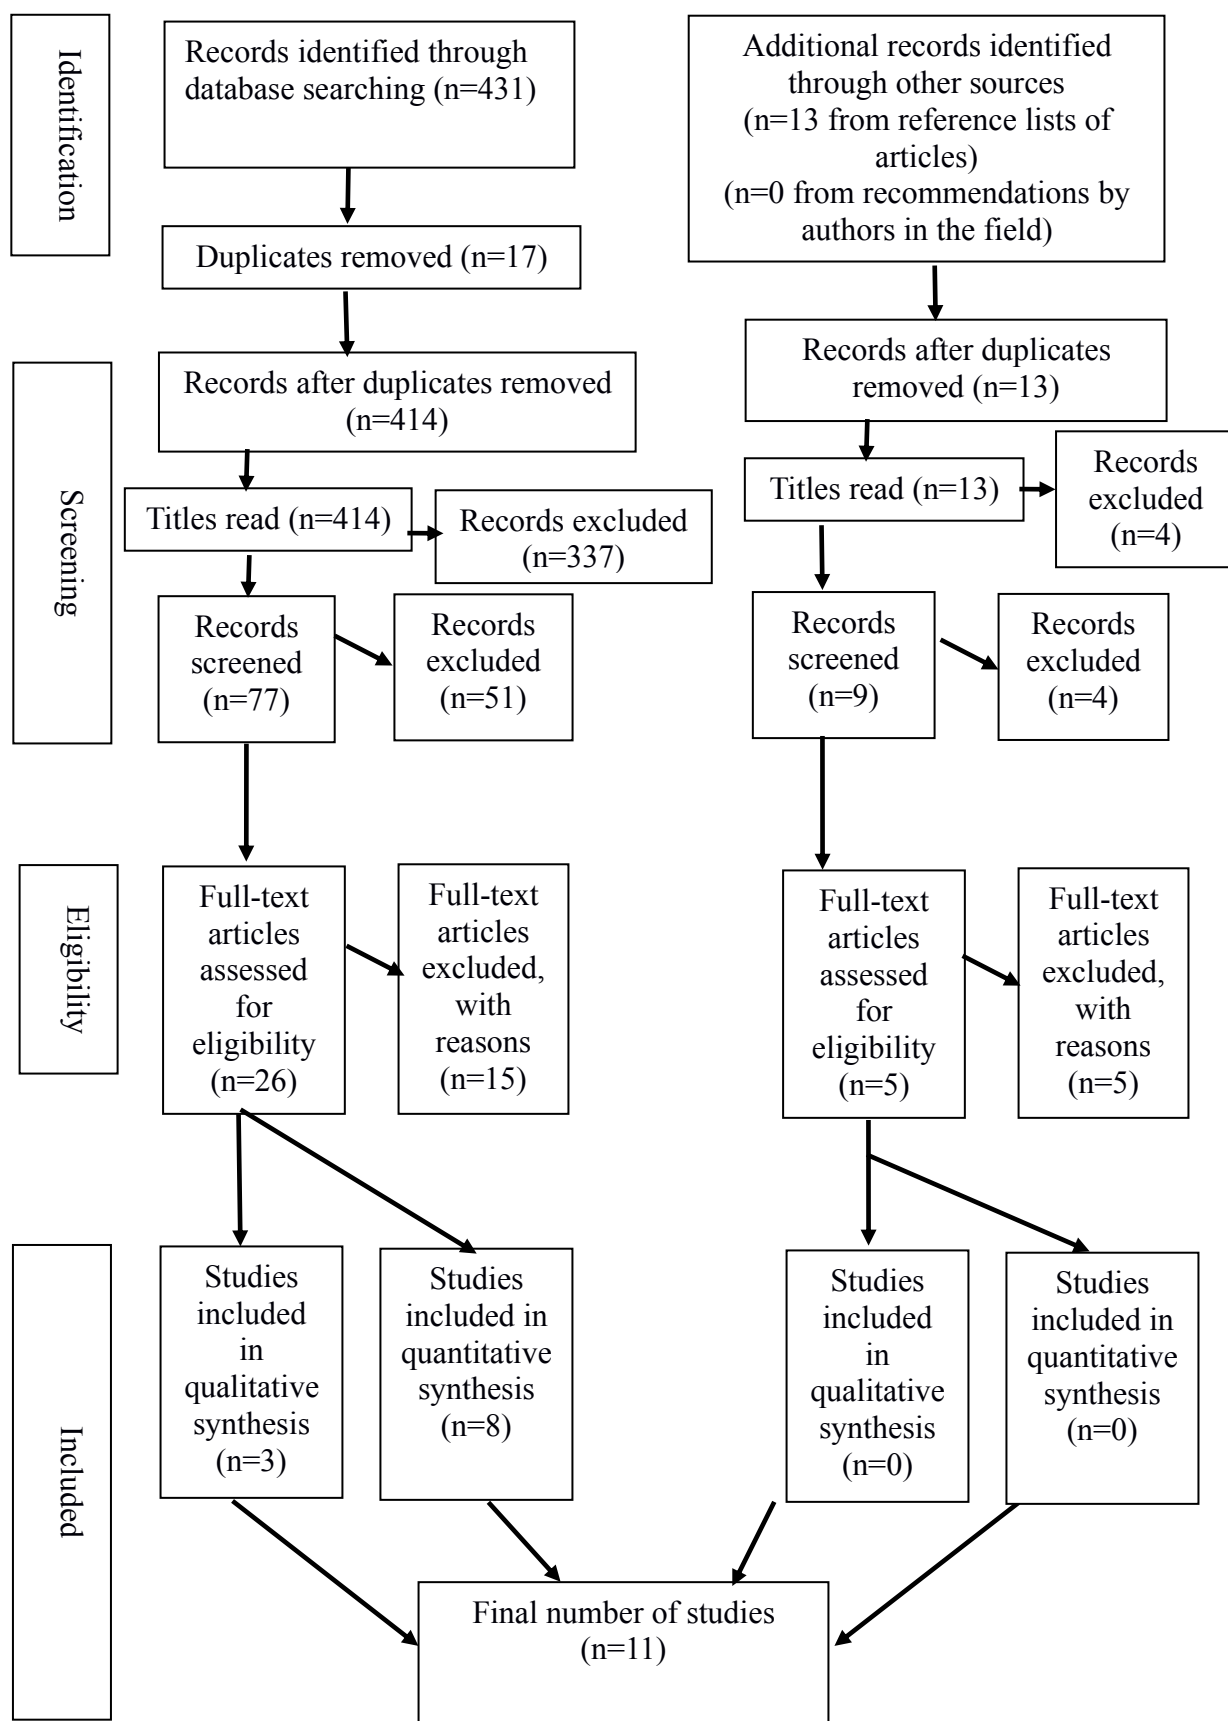 Identification
Records identified through
database searching (n=431)
Additional records identified
through other sources
(n=13 from reference lists of
articles)
(n=0 from recommendations by
authors in the field)
Duplicates removed (n=17)
Screening
Records after duplicates removed
(n=414)
Records after duplicates
removed (n=13)
Titles read (n=414)
Records excluded
(n=337)
Titles read (n=13)
Records
excluded
(n=4)
Records
screened
(n=77)
Records
excluded
(n=51)
Records
screened
(n=9)
Records
excluded
(n=4)
Eligibility
Full-text
articles
assessed
for
eligibility
(n=26)
Full-text
articles
excluded,
with
reasons
(n=15)
Full-text
articles
assessed
for
eligibility
(n=5)
Full-text
articles
excluded,
with
reasons
(n=5)
Included
Studies
included
in
qualitative
synthesis
(n=3)
Studies
included in
quantitative
synthesis
(n=8)
Studies
included
in
qualitative
synthesis
(n=0)
Studies
included in
quantitative
synthesis
(n=0)
Final number of studies
(n=11)